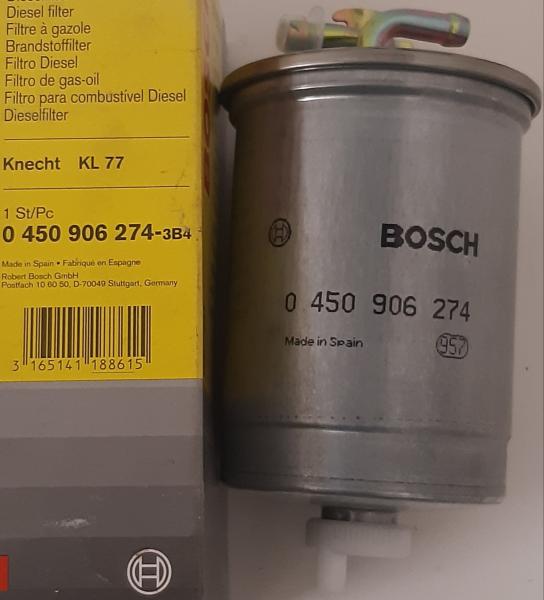 Diesel filter
Filtre à gazole
Brandstoffilter
Filtro Diesel
Filtro de gas-oil
Filtro para combustível Diesel
Dieselfilter
Knecht KL 77
1 St/Pc
0 450 906 274-3B4
Made in Spain • Fabriqué en Espagne
Robert Bosch GmbH
Postfach 10 60 50, D-70049 Stuttgart, Germany
3 165141 188615
BOSCH
0 450 906 274
Made in Spain
957